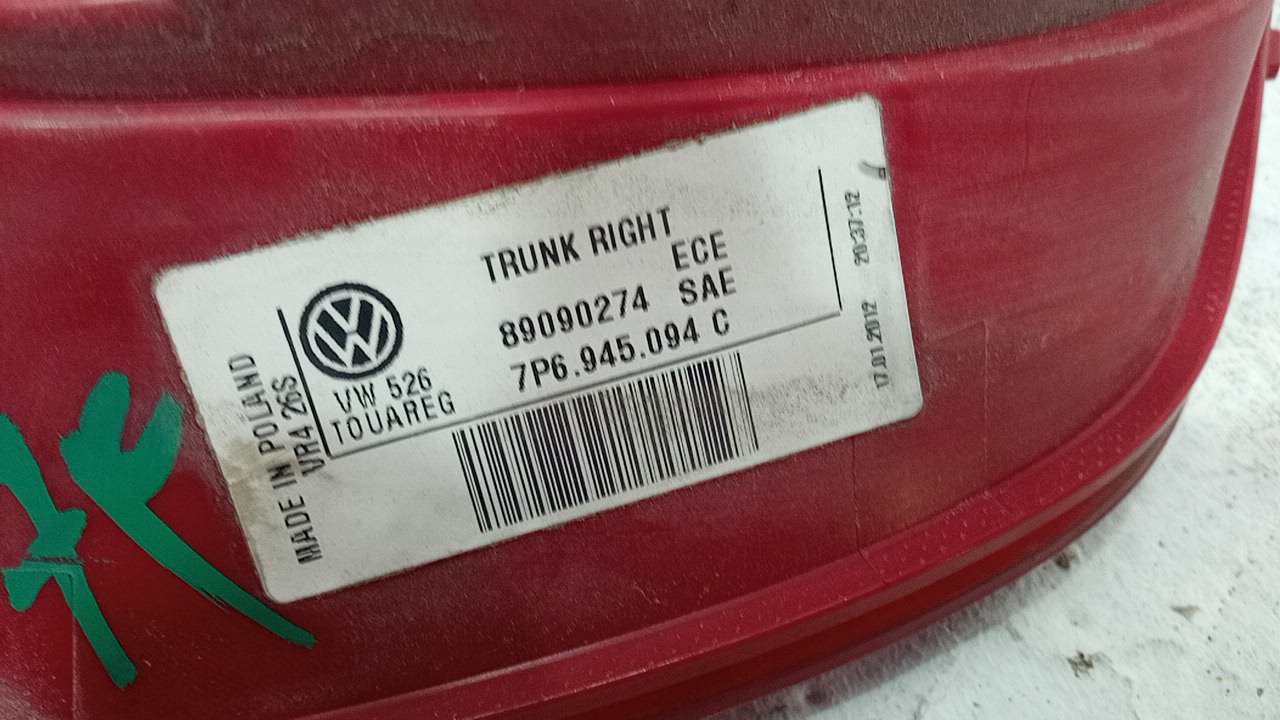 TRUNK RIGHT
ECE
89090274 SAE
7P6.945.094 C
VW 526
TOUAREG
MADE IN POLAND
VR4 26S
17.01.2012 20:37:12